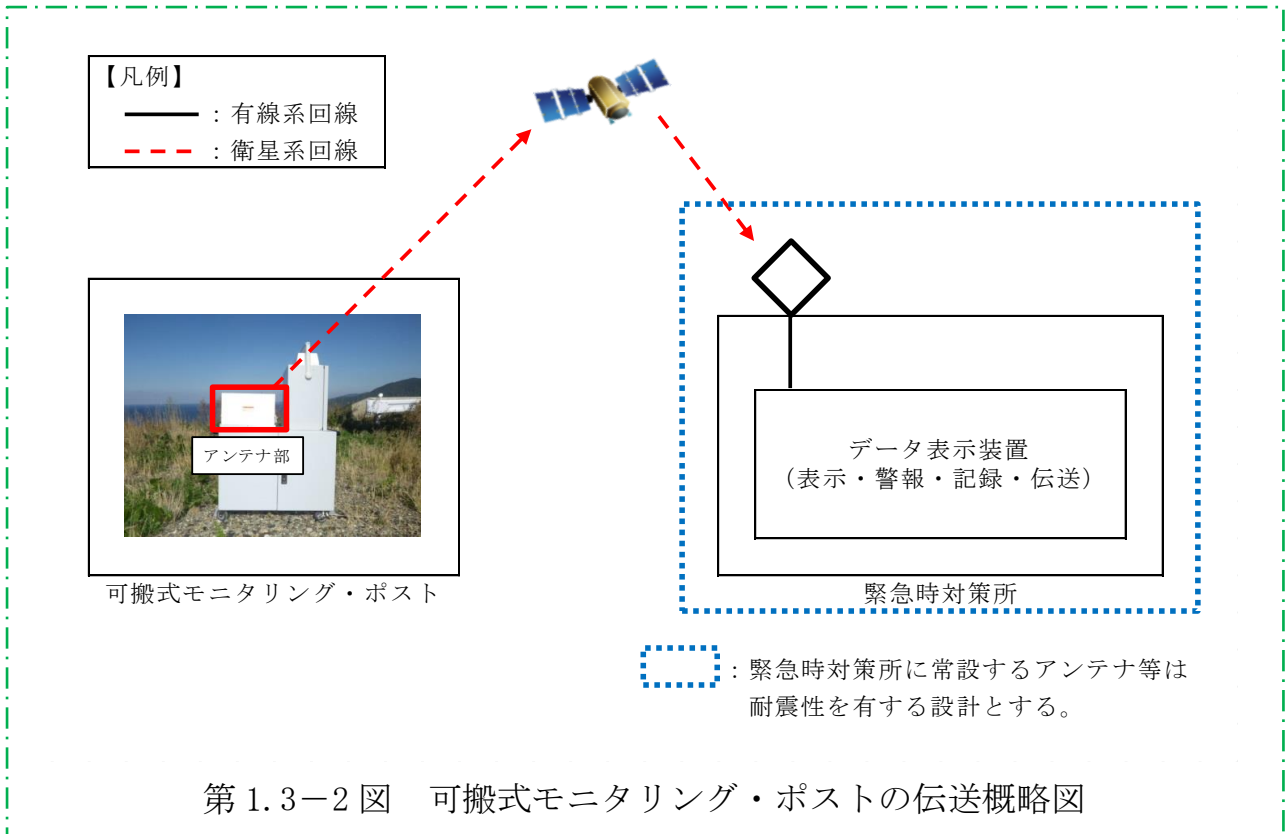 【凡例】
：有線系回線
：衛星系回線
アンテナ部
可搬式モニタリング・ポスト
データ表示装置
（表示・警報・記録・伝送）
緊急時対策所
：緊急時対策所に常設するアンテナ等は
耐震性を有する設計とする。
第1.3－2図　可搬式モニタリング・ポストの伝送概略図